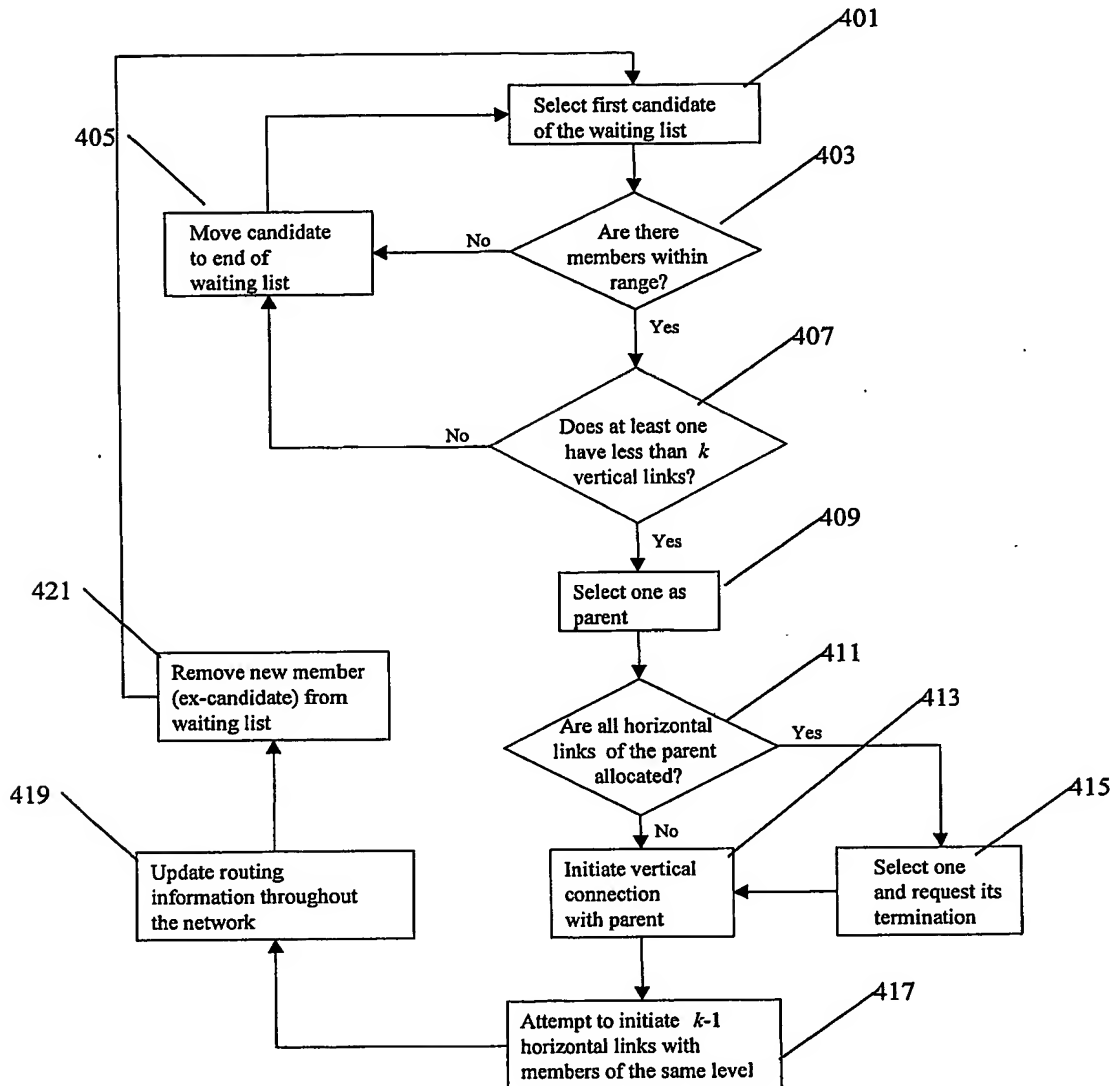 401
Select first candidate
of the waiting list
405
403
Move candidate
to end of
waiting list
No
Are there
members within
range?
Yes
407
No
Does at least one
have less than k
vertical links?
Yes
409
Select one as
parent
421
Remove new member
(ex-candidate) from
waiting list
411
413
Are all horizontal
links of the parent
allocated?
Yes
419
415
No
Update routing
information throughout
the network
Initiate vertical
connection
with parent
Select one
and request its
termination
417
Attempt to initiate k-1
horizontal links with
members of the same level